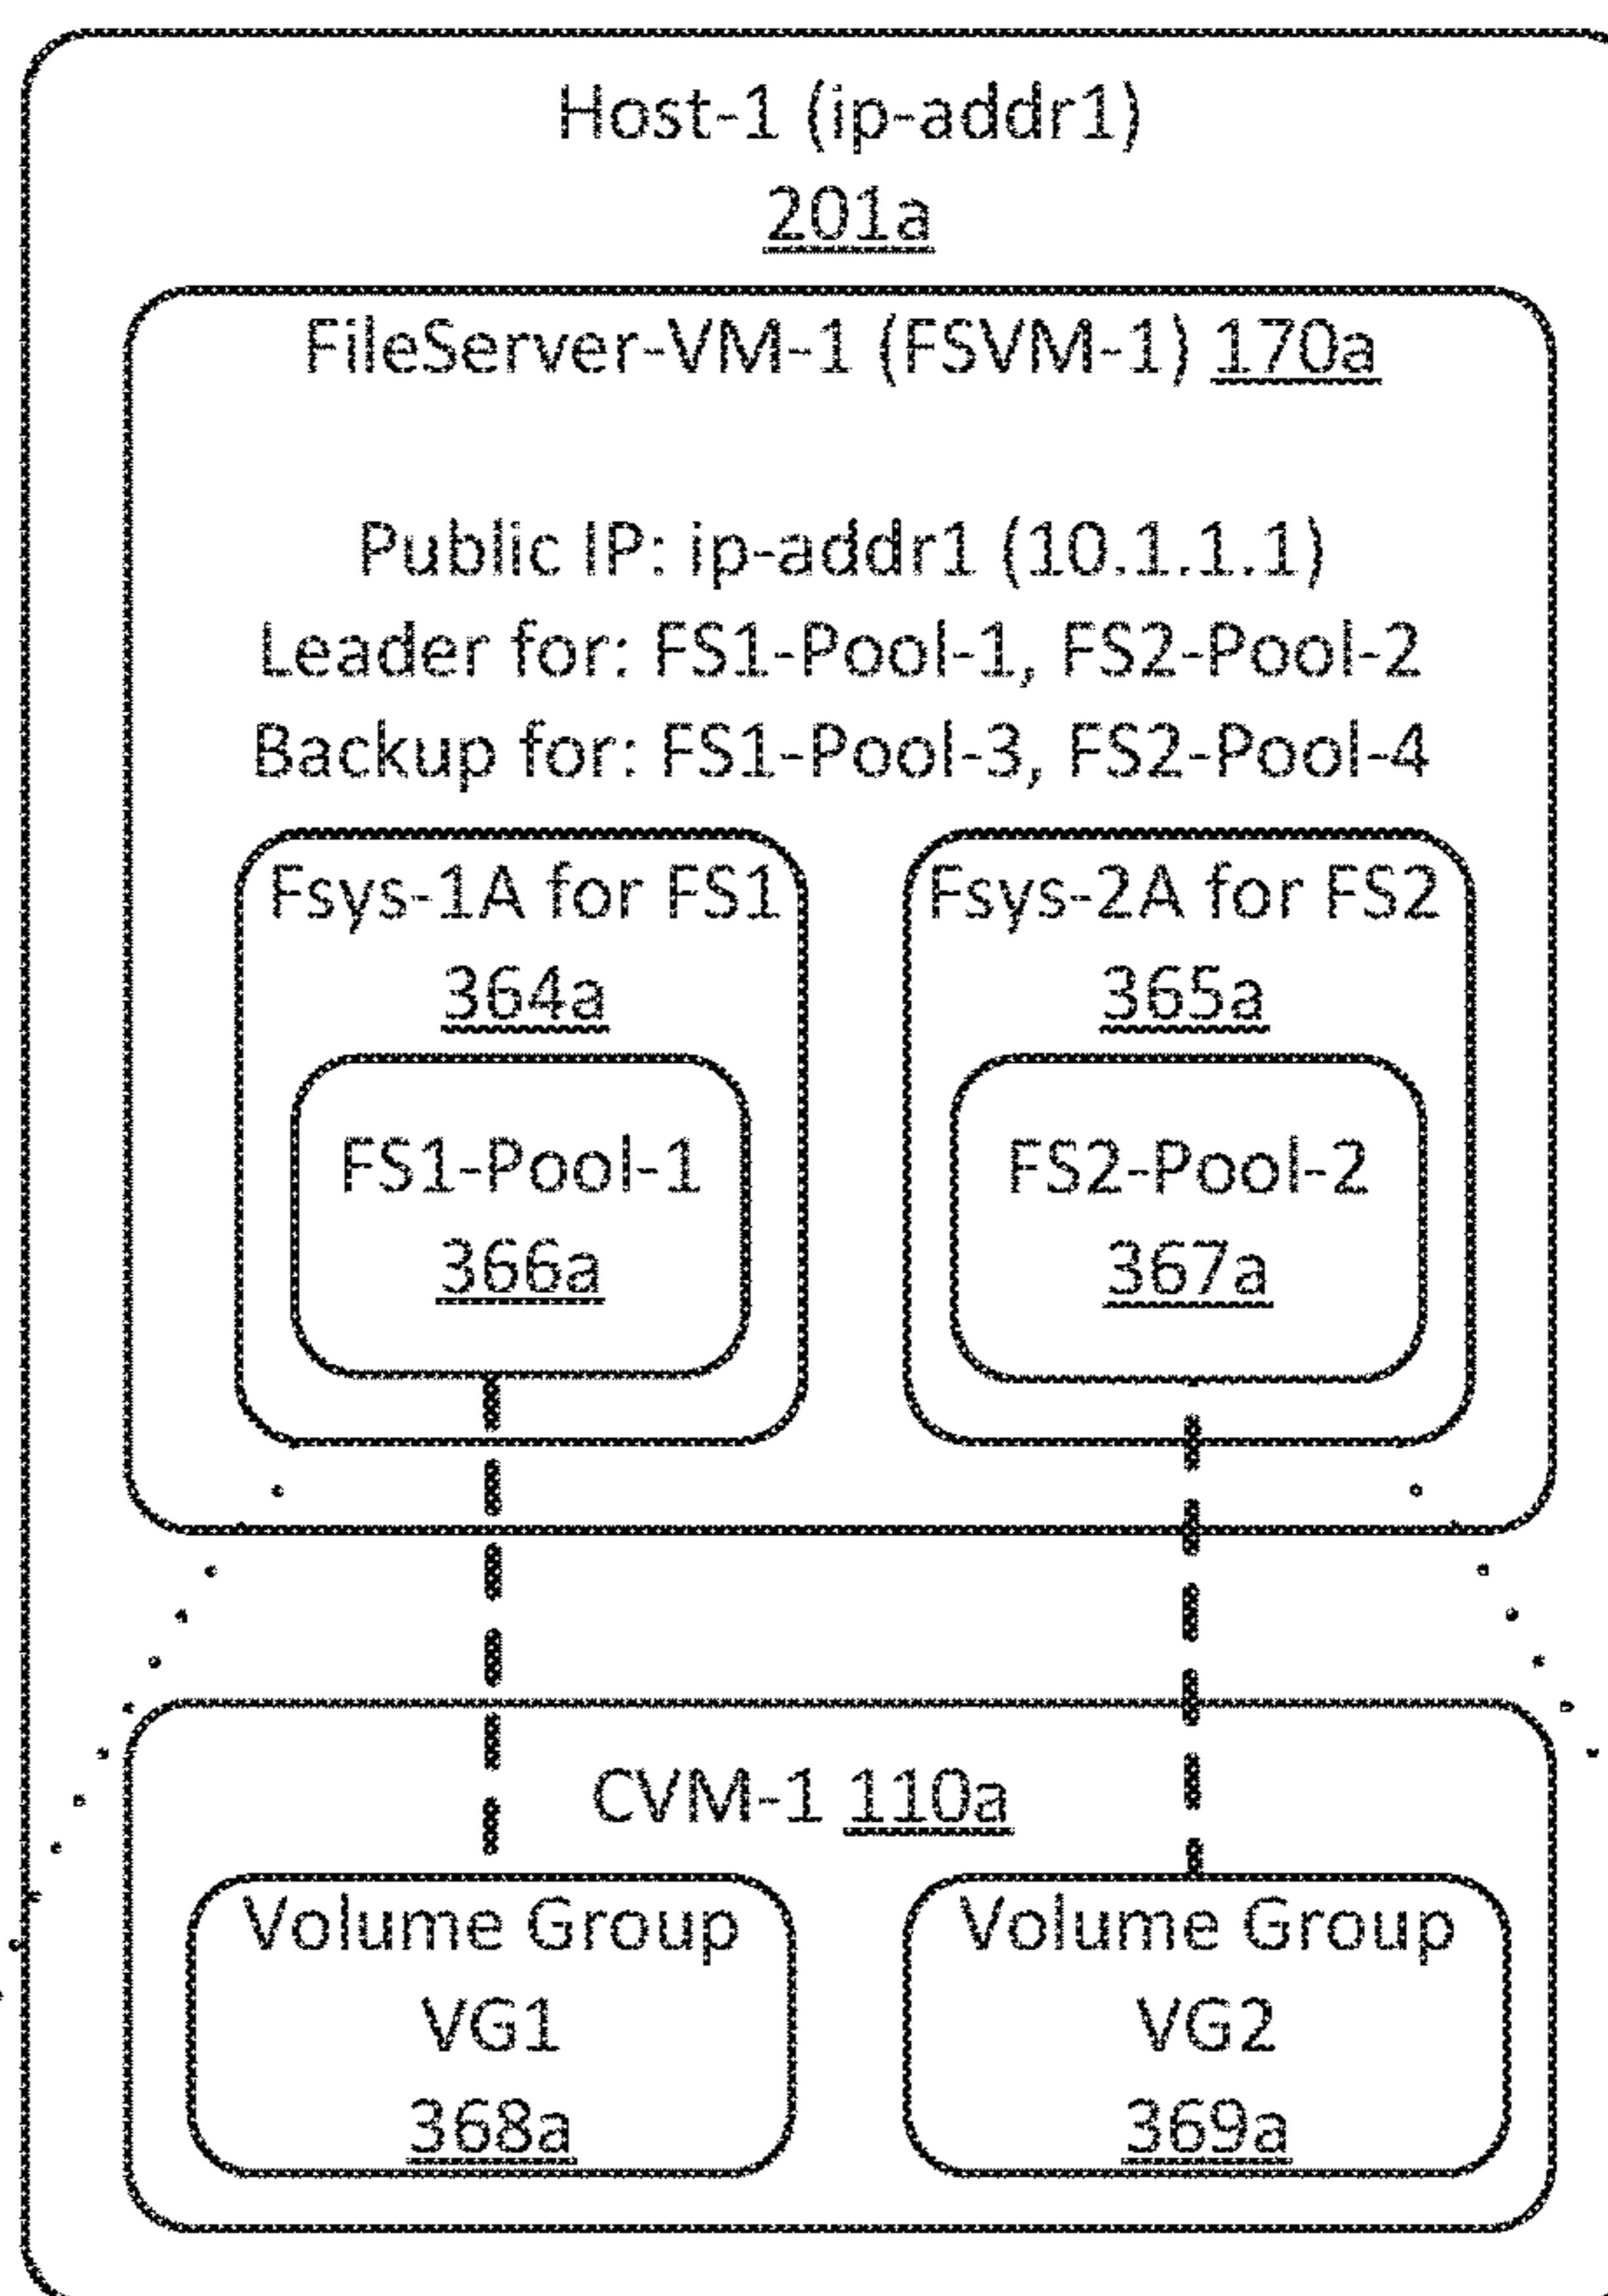 Host-1 (ip-addr1)
201a
FileServer-VM-1 (FSVM-1) 170a
Public IP: ip-addr1 (10.1.1.1)
Leader for: FS1-Pool-1, FS2-Pool-2
Backup for: FS1-Pool-3, FS2-Pool-4
Fsys-1A for FS1
364a
FS1-Pool-1
366a
Fsys-2A for FS2
365a
FS2-Pool-2
367a
CVM-1 110a
Volume Group
VG1
368a
Volume Group
VG2
369a